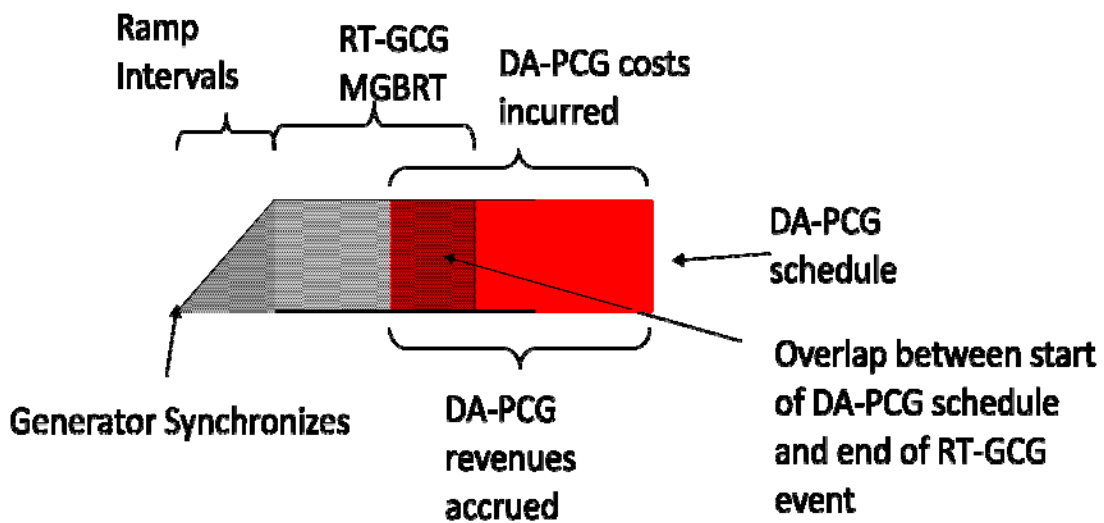 Ramp
Intervals
RT-GCG
MGBRT
DA-PCG costs
incurred
DA-PCG
schedule
Generator Synchronizes
DA-PCG
revenues
accrued
Overlap between start
of DA-PCG schedule
and end of RT-GCG
event